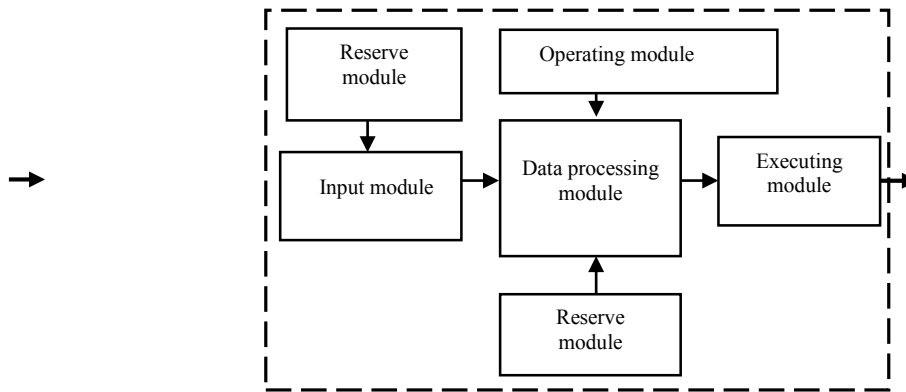 Reserve
module
Operating module
Input module
Data processing
module
Executing
module
Reserve
module